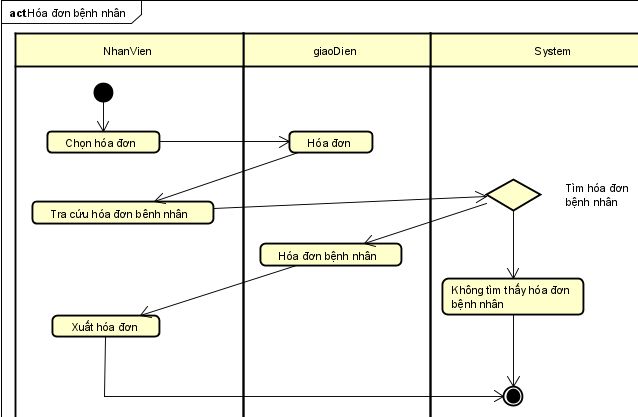 actHóa đơn bệnh nhân
NhanVien
giaoDien
System
Chọn hóa đơn
Hóa đơn
Tra cứu hóa đơn bênh nhân
Tìm hóa đơn
bệnh nhân
Hóa đơn bệnh nhân
Không tìm thấy hóa đơn
bệnh nhân
Xuất hóa đơn